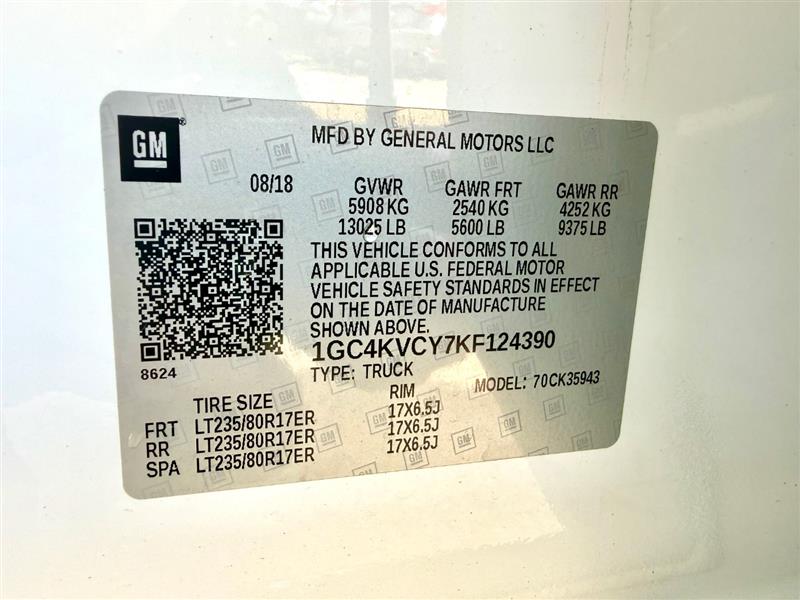 GM
MFD BY GENERAL MOTORS LLC
08/18 GVWR GAWR FRT GAWR RR
5908 KG 2540 KG 4252 KG
13025 LB 5600 LB 9375 LB
THIS VEHICLE CONFORMS TO ALL
APPLICABLE U.S. FEDERAL MOTOR
VEHICLE SAFETY STANDARDS IN EFFECT
ON THE DATE OF MANUFACTURE
SHOWN ABOVE.
8624
1GC4KVCY7KF124390
TYPE: TRUCK MODEL: 70CK35943
TIRE SIZE RIM
FRT LT235/80R17ER 17X6.5J
RR LT235/80R17ER 17X6.5J
SPA LT235/80R17ER 17X6.5J